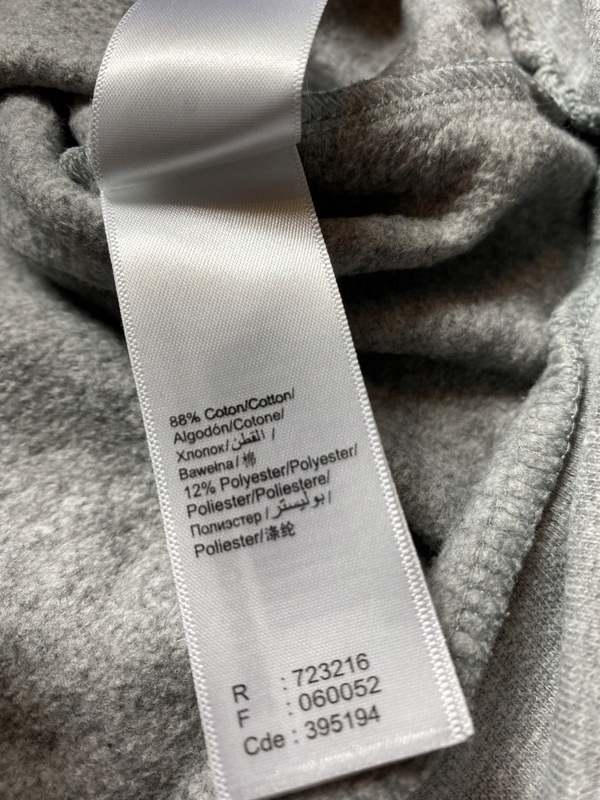 88% Coton/Cotton/
Algodón/Cotone/
Хлопок/القطن/
Bawełna/棉
12% Polyester/Polyester/
Poliester/Poliestere/
Полиэстер/بوليستر/
Poliester/涤纶
R : 723216
F : 060052
Cde : 395194